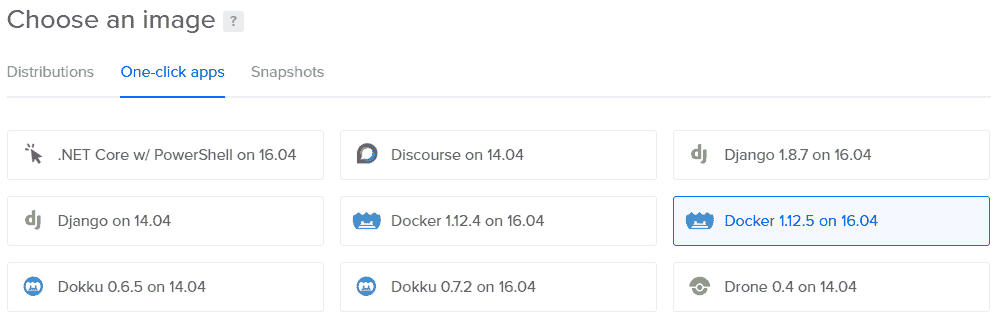 Choose an image ?
Distributions One-click apps Snapshots
.NET Core w/ PowerShell on 16.04 Discourse on 14.04 Django 1.8.7 on 16.04
Django on 14.04 Docker 1.12.4 on 16.04 Docker 1.12.5 on 16.04
Dokku 0.6.5 on 14.04 Dokku 0.7.2 on 16.04 Drone 0.4 on 14.04